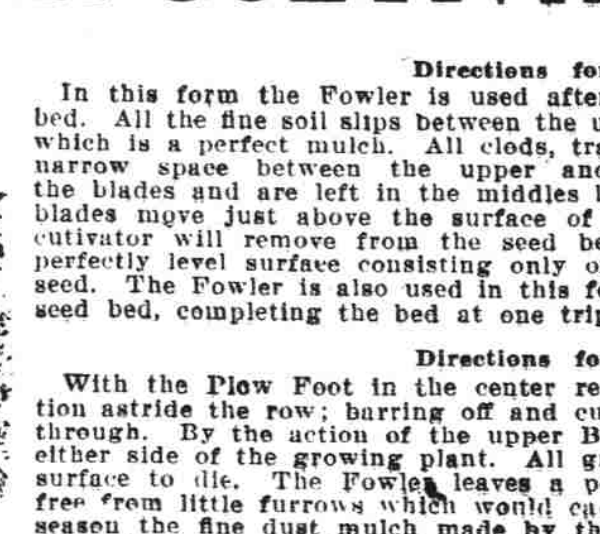 Directions fo
In this form the Fowler is used afte
bed. All the fine soil slips between the u
which is a perfect mulch. All clods, tr
narrow space between the upper an
the blades and are left in the middles
blades move just above the surface of
cutivator will remove from the seed be
perfectly level surface consisting only o
seed. The Fowler is also used in this f
seed bed, completing the bed at one trip
Directions fo
With the Plow Foot in the center re
tion astride the row; barring off and cu
through. By the action of the upper B
either side of the growing plant. All g
surface to die. The Fowler leaves a p
free from little furrows which would ca
season the fine dust mulch made by th